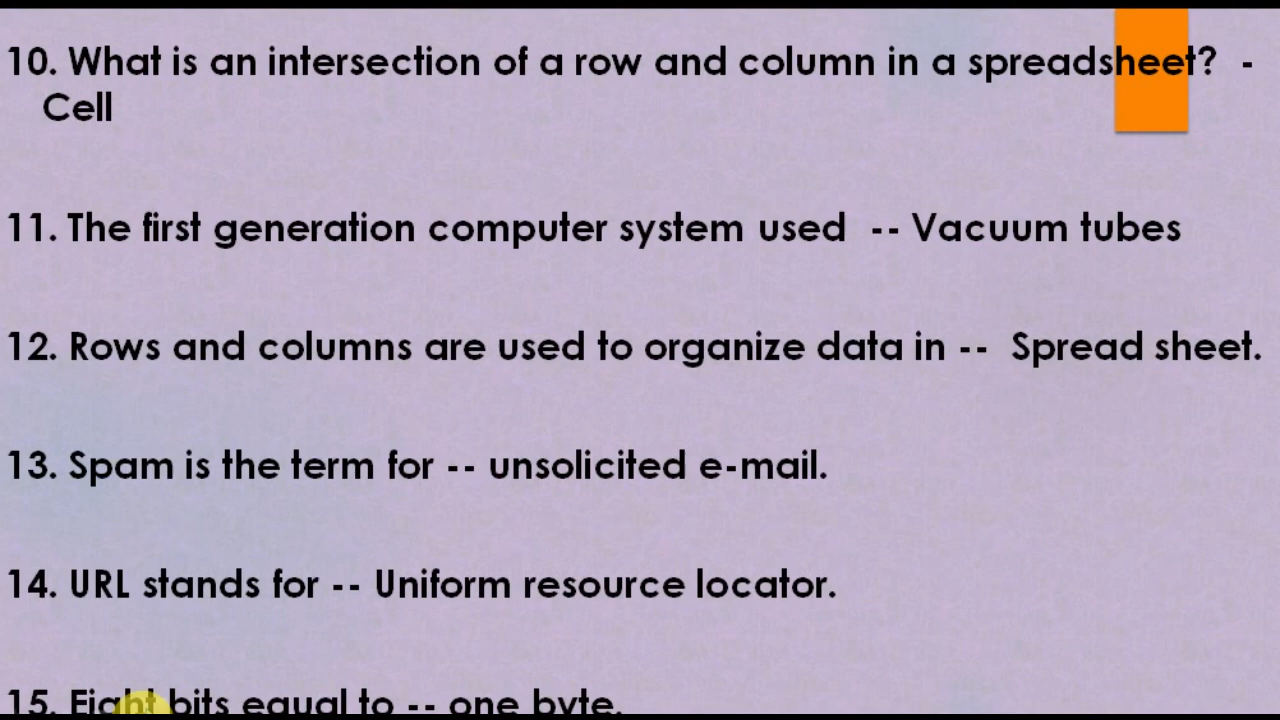 10. What is an intersection of a row and column in a spreadsheet?  -
Cell
11. The first generation computer system used  -- Vacuum tubes
12. Rows and columns are used to organize data in --  Spread sheet.
13. Spam is the term for -- unsolicited e-mail.
14. URL stands for -- Uniform resource locator.
15. Eight bits equal to -- one byte.